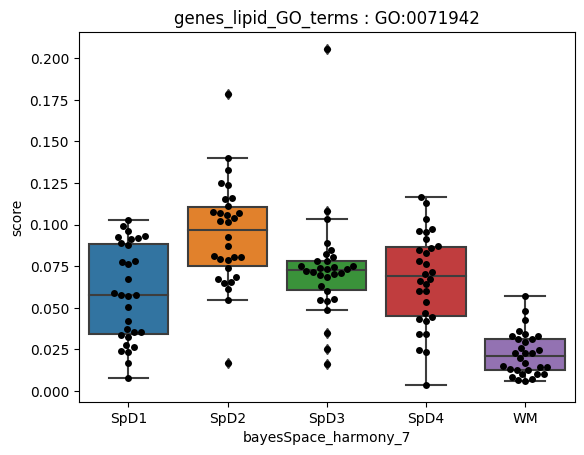 genes_lipid_GO_terms : GO:0071942
0.200
0.175
0.150
0.125
0.100
0.075
0.050
0.025
0.000
score
SpD1 SpD2 SpD3 SpD4 WM
bayesSpace_harmony_7